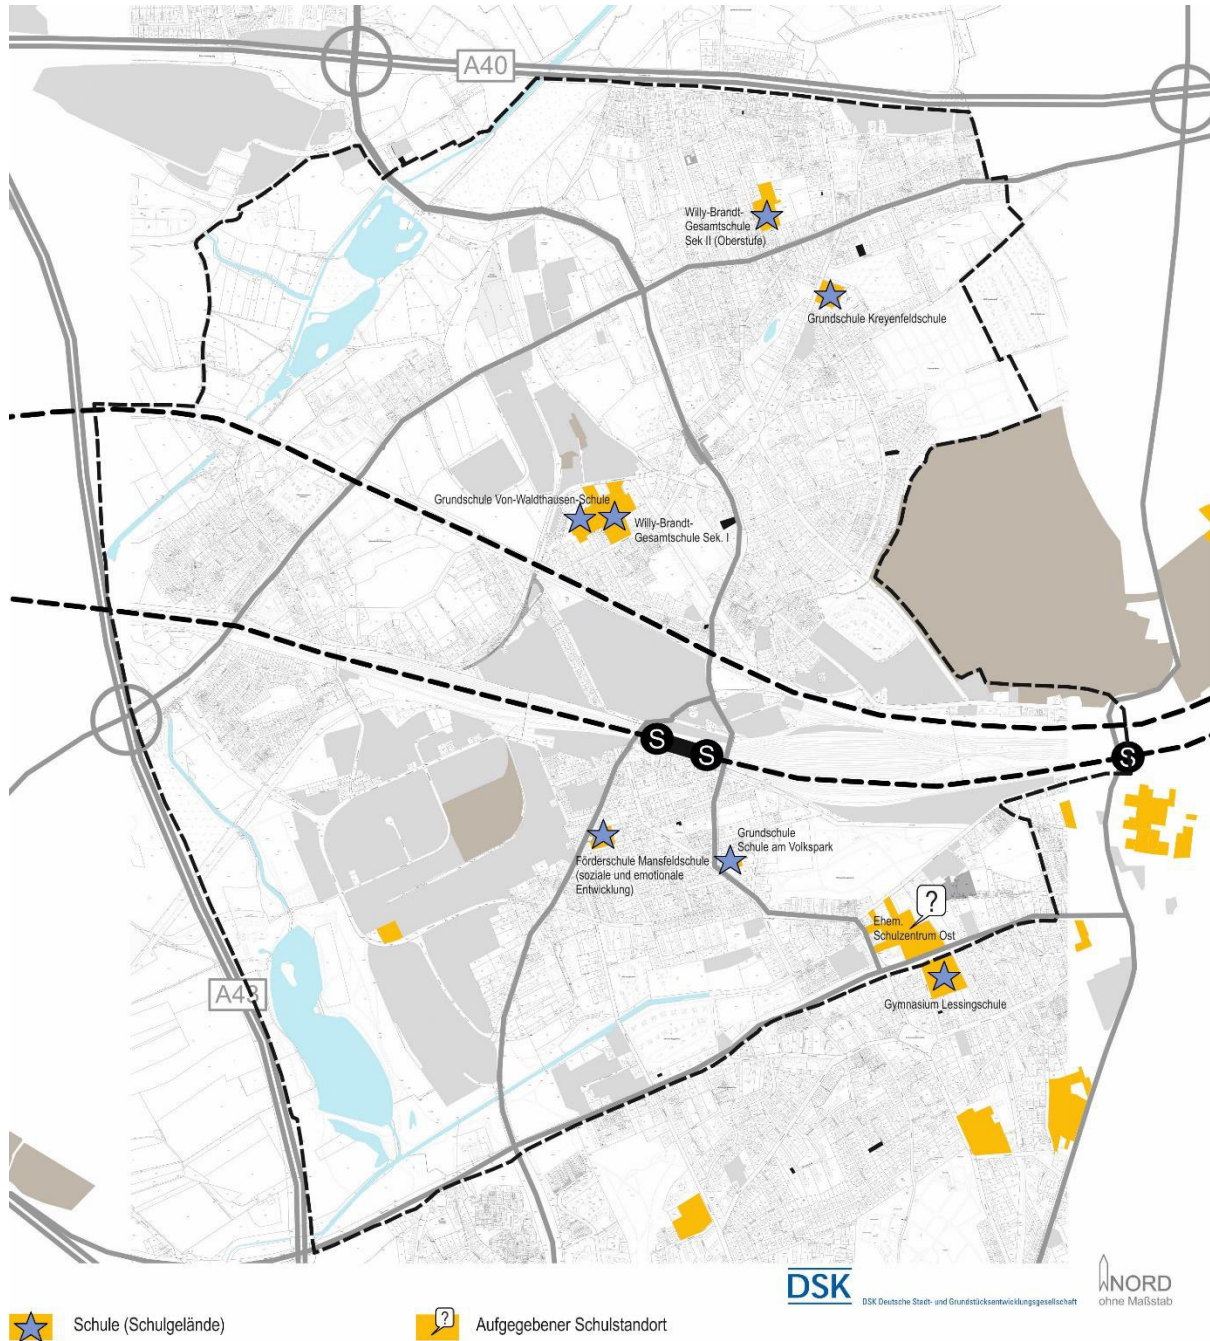 A40
Willy-Brandt-
Gesamtschule
Sek II (Oberstufe)
Grundschule Kreyenfeldschule
Grundschule Von-Waldthausen-Schule
Willy-Brandt-
Gesamtschule Sek. I
S
S
S
Förderschule Mansfeldschule
(soziale und emotionale
Entwicklung)
Grundschule
Schule am Volkspark
?
Ehem.
Schulzentrum Ost
Gymnasium Lessingschule
A43
DSK
DSK Deutsche Stadt- und Grundstücksentwicklungsgesellschaft
NORD
ohne Maßstab
Schule (Schulgelände)
?
Aufgegebener Schulstandort